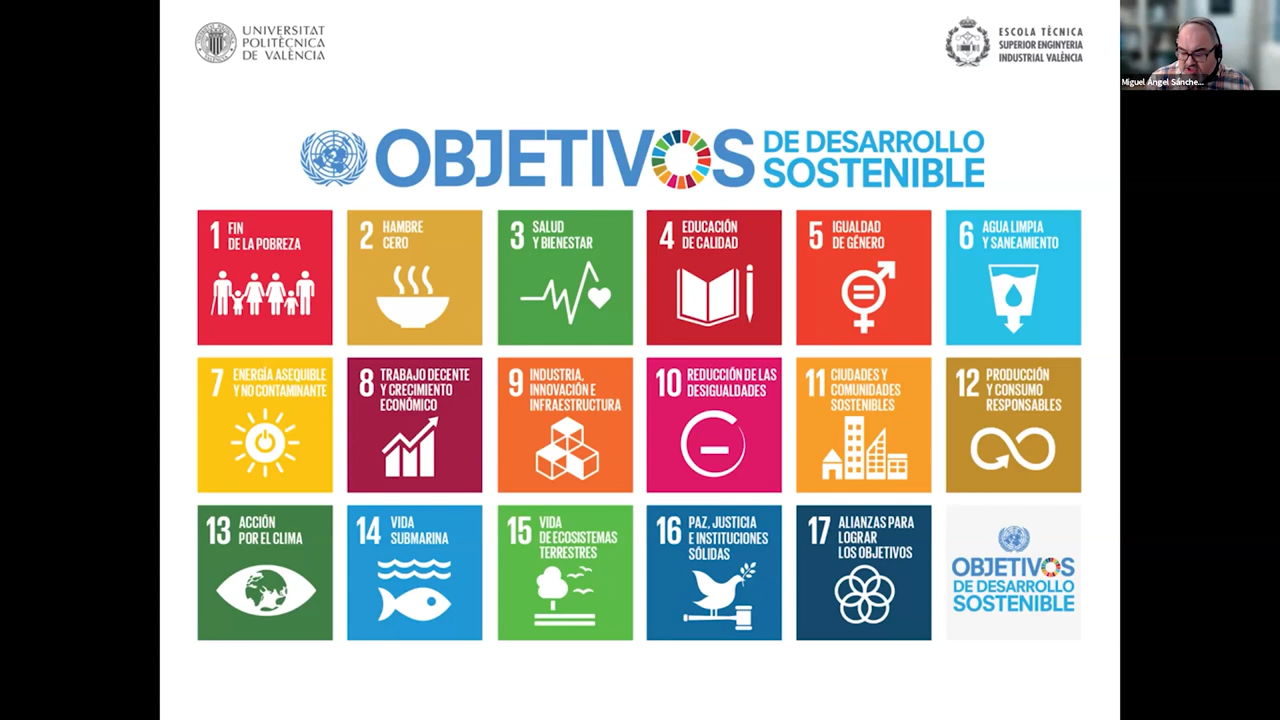 UNIVERSITAT
POLITÈCNICA
DE VALÈNCIA
ESCOLA TÈCNICA
SUPERIOR ENGINYERIA
INDUSTRIAL VALÈNCIA
Miguel Ángel Sánche...
OBJETIVOS
DE DESARROLLO
SOSTENIBLE
1 FIN
DE LA POBREZA
2 HAMBRE
CERO
3 SALUD
Y BIENESTAR
4 EDUCACIÓN
DE CALIDAD
5 IGUALDAD
DE GÉNERO
6 AGUA LIMPIA
Y SANEAMIENTO
7 ENERGÍA ASEQUIBLE
Y NO CONTAMINANTE
8 TRABAJO DECENTE
Y CRECIMIENTO
ECONÓMICO
9 INDUSTRIA,
INNOVACIÓN E
INFRAESTRUCTURA
10 REDUCCIÓN DE LAS
DESIGUALDADES
11 CIUDADES Y
COMUNIDADES
SOSTENIBLES
12 PRODUCCIÓN
Y CONSUMO
RESPONSABLES
13 ACCIÓN
POR EL CLIMA
14 VIDA
SUBMARINA
15 VIDA
DE ECOSISTEMAS
TERRESTRES
16 PAZ, JUSTICIA
E INSTITUCIONES
SÓLIDAS
17 ALIANZAS PARA
LOGRAR
LOS OBJETIVOS
OBJETIVOS
DE DESARROLLO
SOSTENIBLE